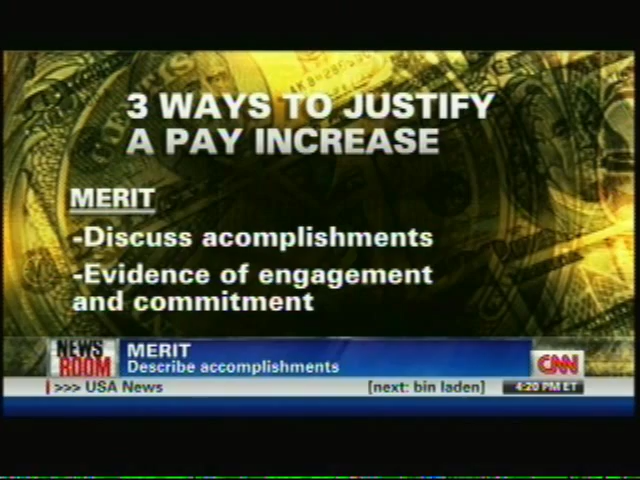 3 WAYS TO JUSTIFY
A PAY INCREASE
MERIT
-Discuss acomplishments
-Evidence of engagement
and commitment
NEWS
ROOM
MERIT
Describe accomplishments
CNN
>>> USA News
[next: bin laden]
4:20 PM ET